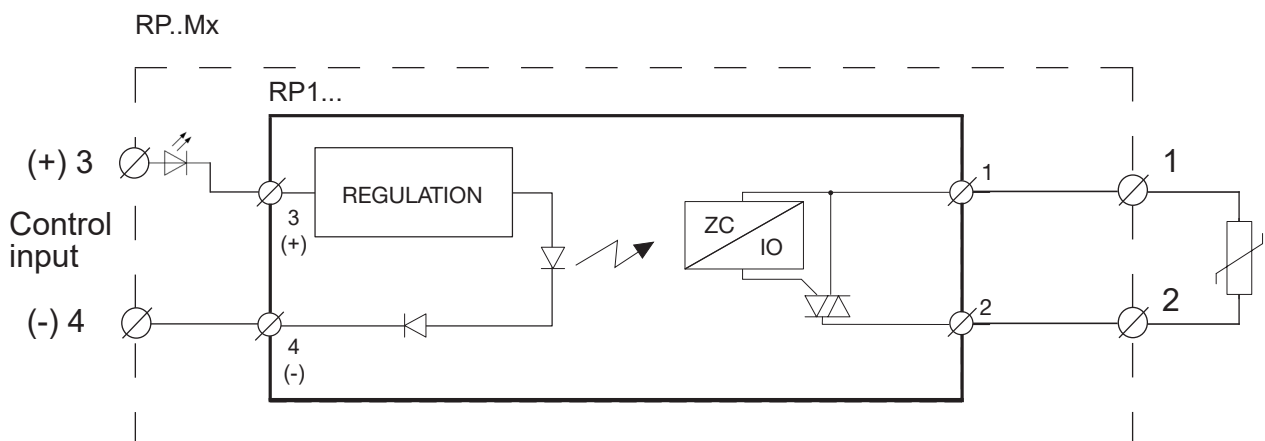 RP..Mx
RP1...
(+) 3
REGULATION
3
(+)
Control
input
(-) 4
4
(-)
ZC
IO
1
2
1
2